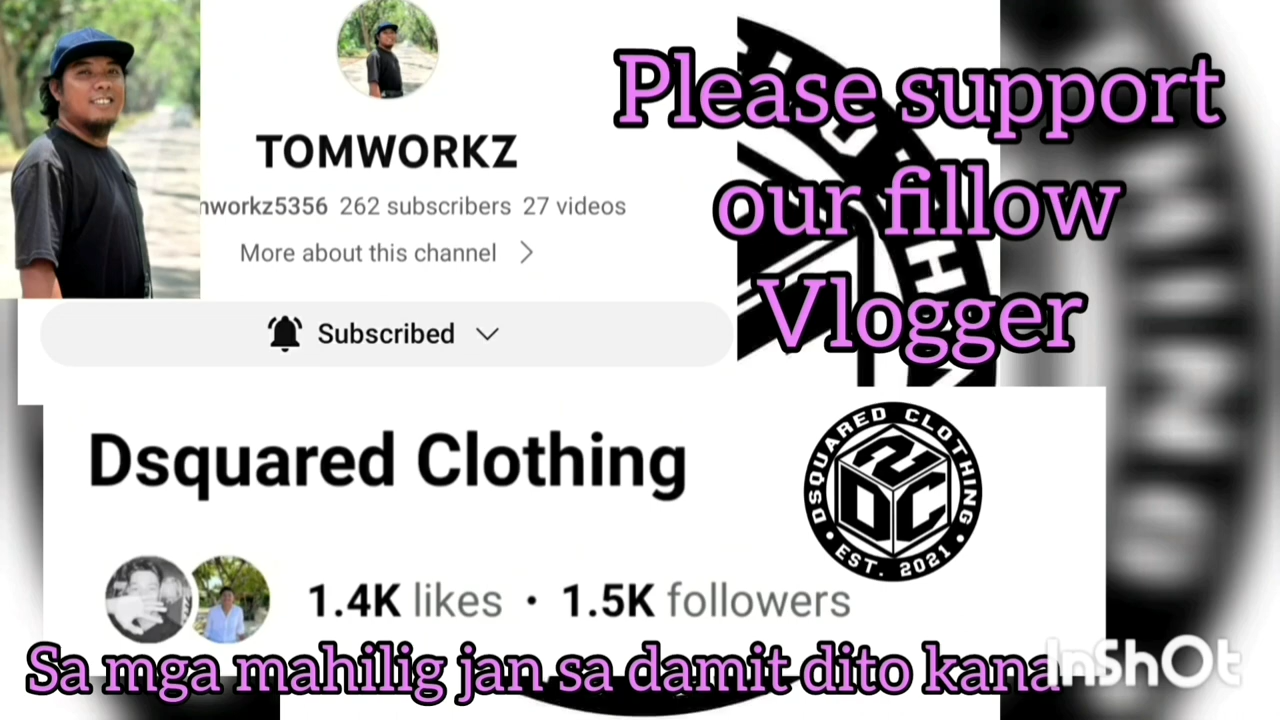 TOMWORKZ
nworkz5356 262 subscribers 27 videos
More about this channel
Subscribed
Please support
our fillow
Vlogger
Dsquared Clothing
DSQUARED CLOTHING
2
DC
• EST. 2021 •
1.4K likes • 1.5K followers
Sa mga mahilig jan sa damit dito kana
InShOt